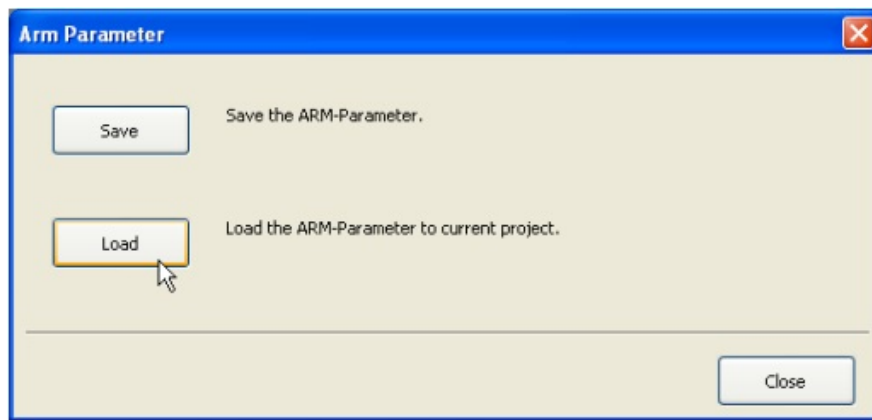 Arm Parameter
Save
Save the ARM-Parameter.
Load
Load the ARM-Parameter to current project.
Close